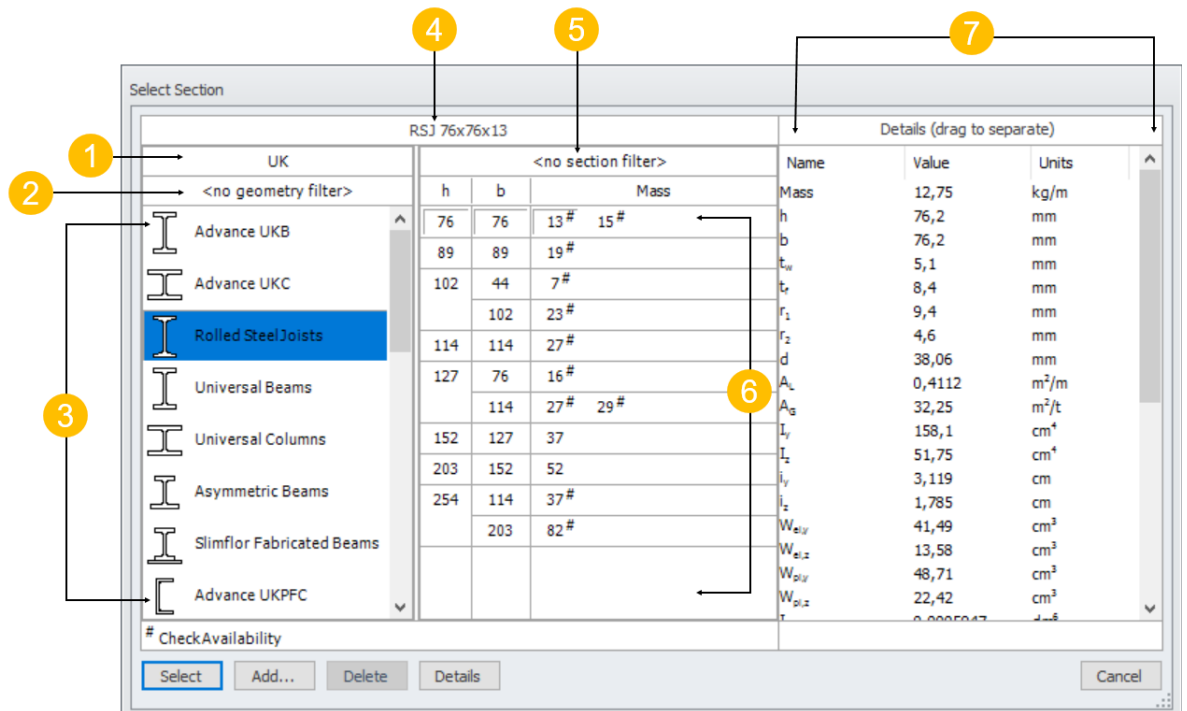 4 5 7
Select Section
RSJ 76x76x13 Details (drag to separate)
1 UK <no section filter> Name Value Units
2 <no geometry filter> h b Mass
Mass 12,75 kg/m
Advance UKB 76 76 13# 15# h 76,2 mm
89 89 19# b 76,2 mm
tw 5,1 mm
Advance UKC 102 44 7# tf 8,4 mm
102 23# r1 9,4 mm
Rolled Steel Joists 114 114 27# r2 4,6 mm
d 38,06 mm
3 Universal Beams 127 76 16# 6 AL 0,4112 m²/m
114 27# 29# AG 32,25 m²/t
Universal Columns 152 127 37 Iy 158,1 cm⁴
Iz 51,75 cm⁴
203 152 52 iy 3,119 cm
Asymmetric Beams 254 114 37# iz 1,785 cm
203 82# Wel,y 41,49 cm³
Slimflor Fabricated Beams Wel,z 13,58 cm³
Wpl,y 48,71 cm³
Advance UKPFC Wpl,z 22,42 cm³
# Check Availability
Select Add... Delete Details Cancel